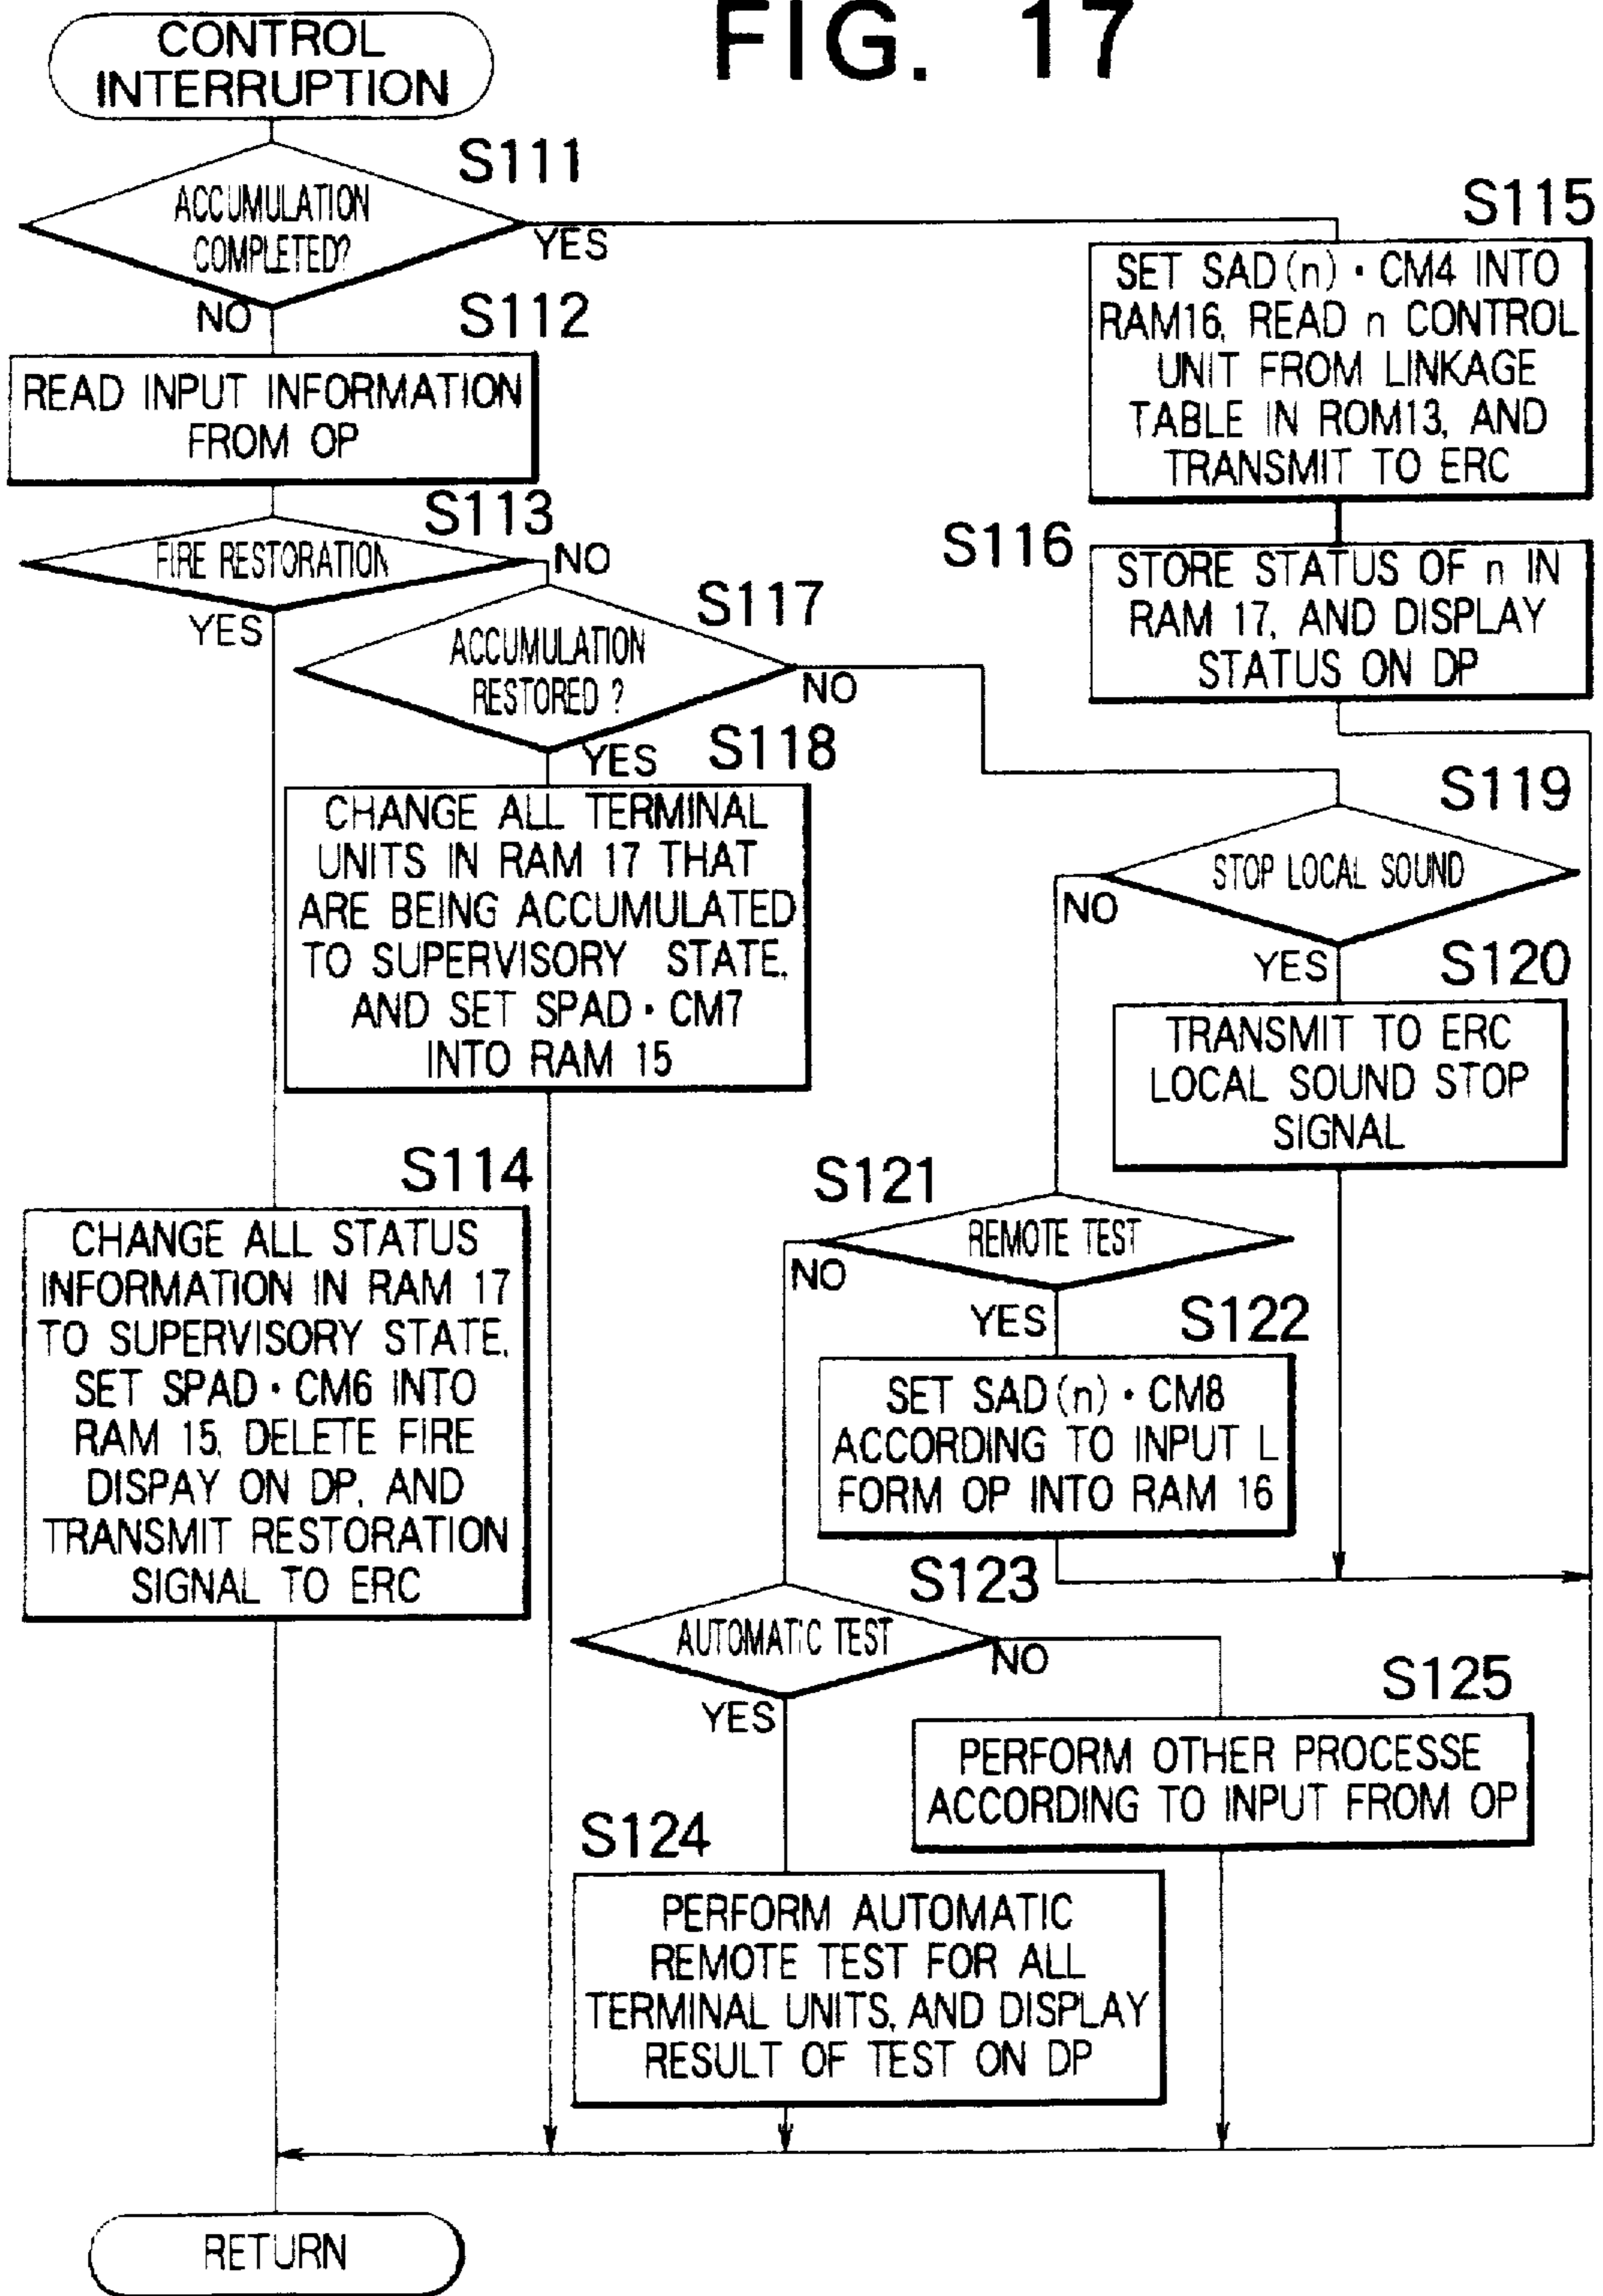 FIG. 17
CONTROL
INTERRUPTION
S111
ACCUMULATION
COMPLETED?
YES
NO
S112
READ INPUT INFORMATION
FROM OP
S113
FIRE RESTORATION
NO
YES
S115
SET SAD(n)・CM4 INTO
RAM16, READ n CONTROL
UNIT FROM LINKAGE
TABLE IN ROM13, AND
TRANSMIT TO ERC
S116
STORE STATUS OF n IN
RAM 17, AND DISPLAY
STATUS ON DP
S117
ACCUMULATION
RESTORED ?
NO
YES
S118
CHANGE ALL TERMINAL
UNITS IN RAM 17 THAT
ARE BEING ACCUMULATED
TO SUPERVISORY STATE,
AND SET SPAD・CM7
INTO RAM 15
S119
STOP LOCAL SOUND
NO
YES
S120
TRANSMIT TO ERC
LOCAL SOUND STOP
SIGNAL
S114
CHANGE ALL STATUS
INFORMATION IN RAM 17
TO SUPERVISORY STATE,
SET SPAD・CM6 INTO
RAM 15, DELETE FIRE
DISPAY ON DP, AND
TRANSMIT RESTORATION
SIGNAL TO ERC
S121
REMOTE TEST
NO
YES
S122
SET SAD(n)・CM8
ACCORDING TO INPUT L
FORM OP INTO RAM 16
S123
AUTOMATIC TEST
NO
YES
S125
PERFORM OTHER PROCESSE
ACCORDING TO INPUT FROM OP
S124
PERFORM AUTOMATIC
REMOTE TEST FOR ALL
TERMINAL UNITS, AND DISPLAY
RESULT OF TEST ON DP
RETURN